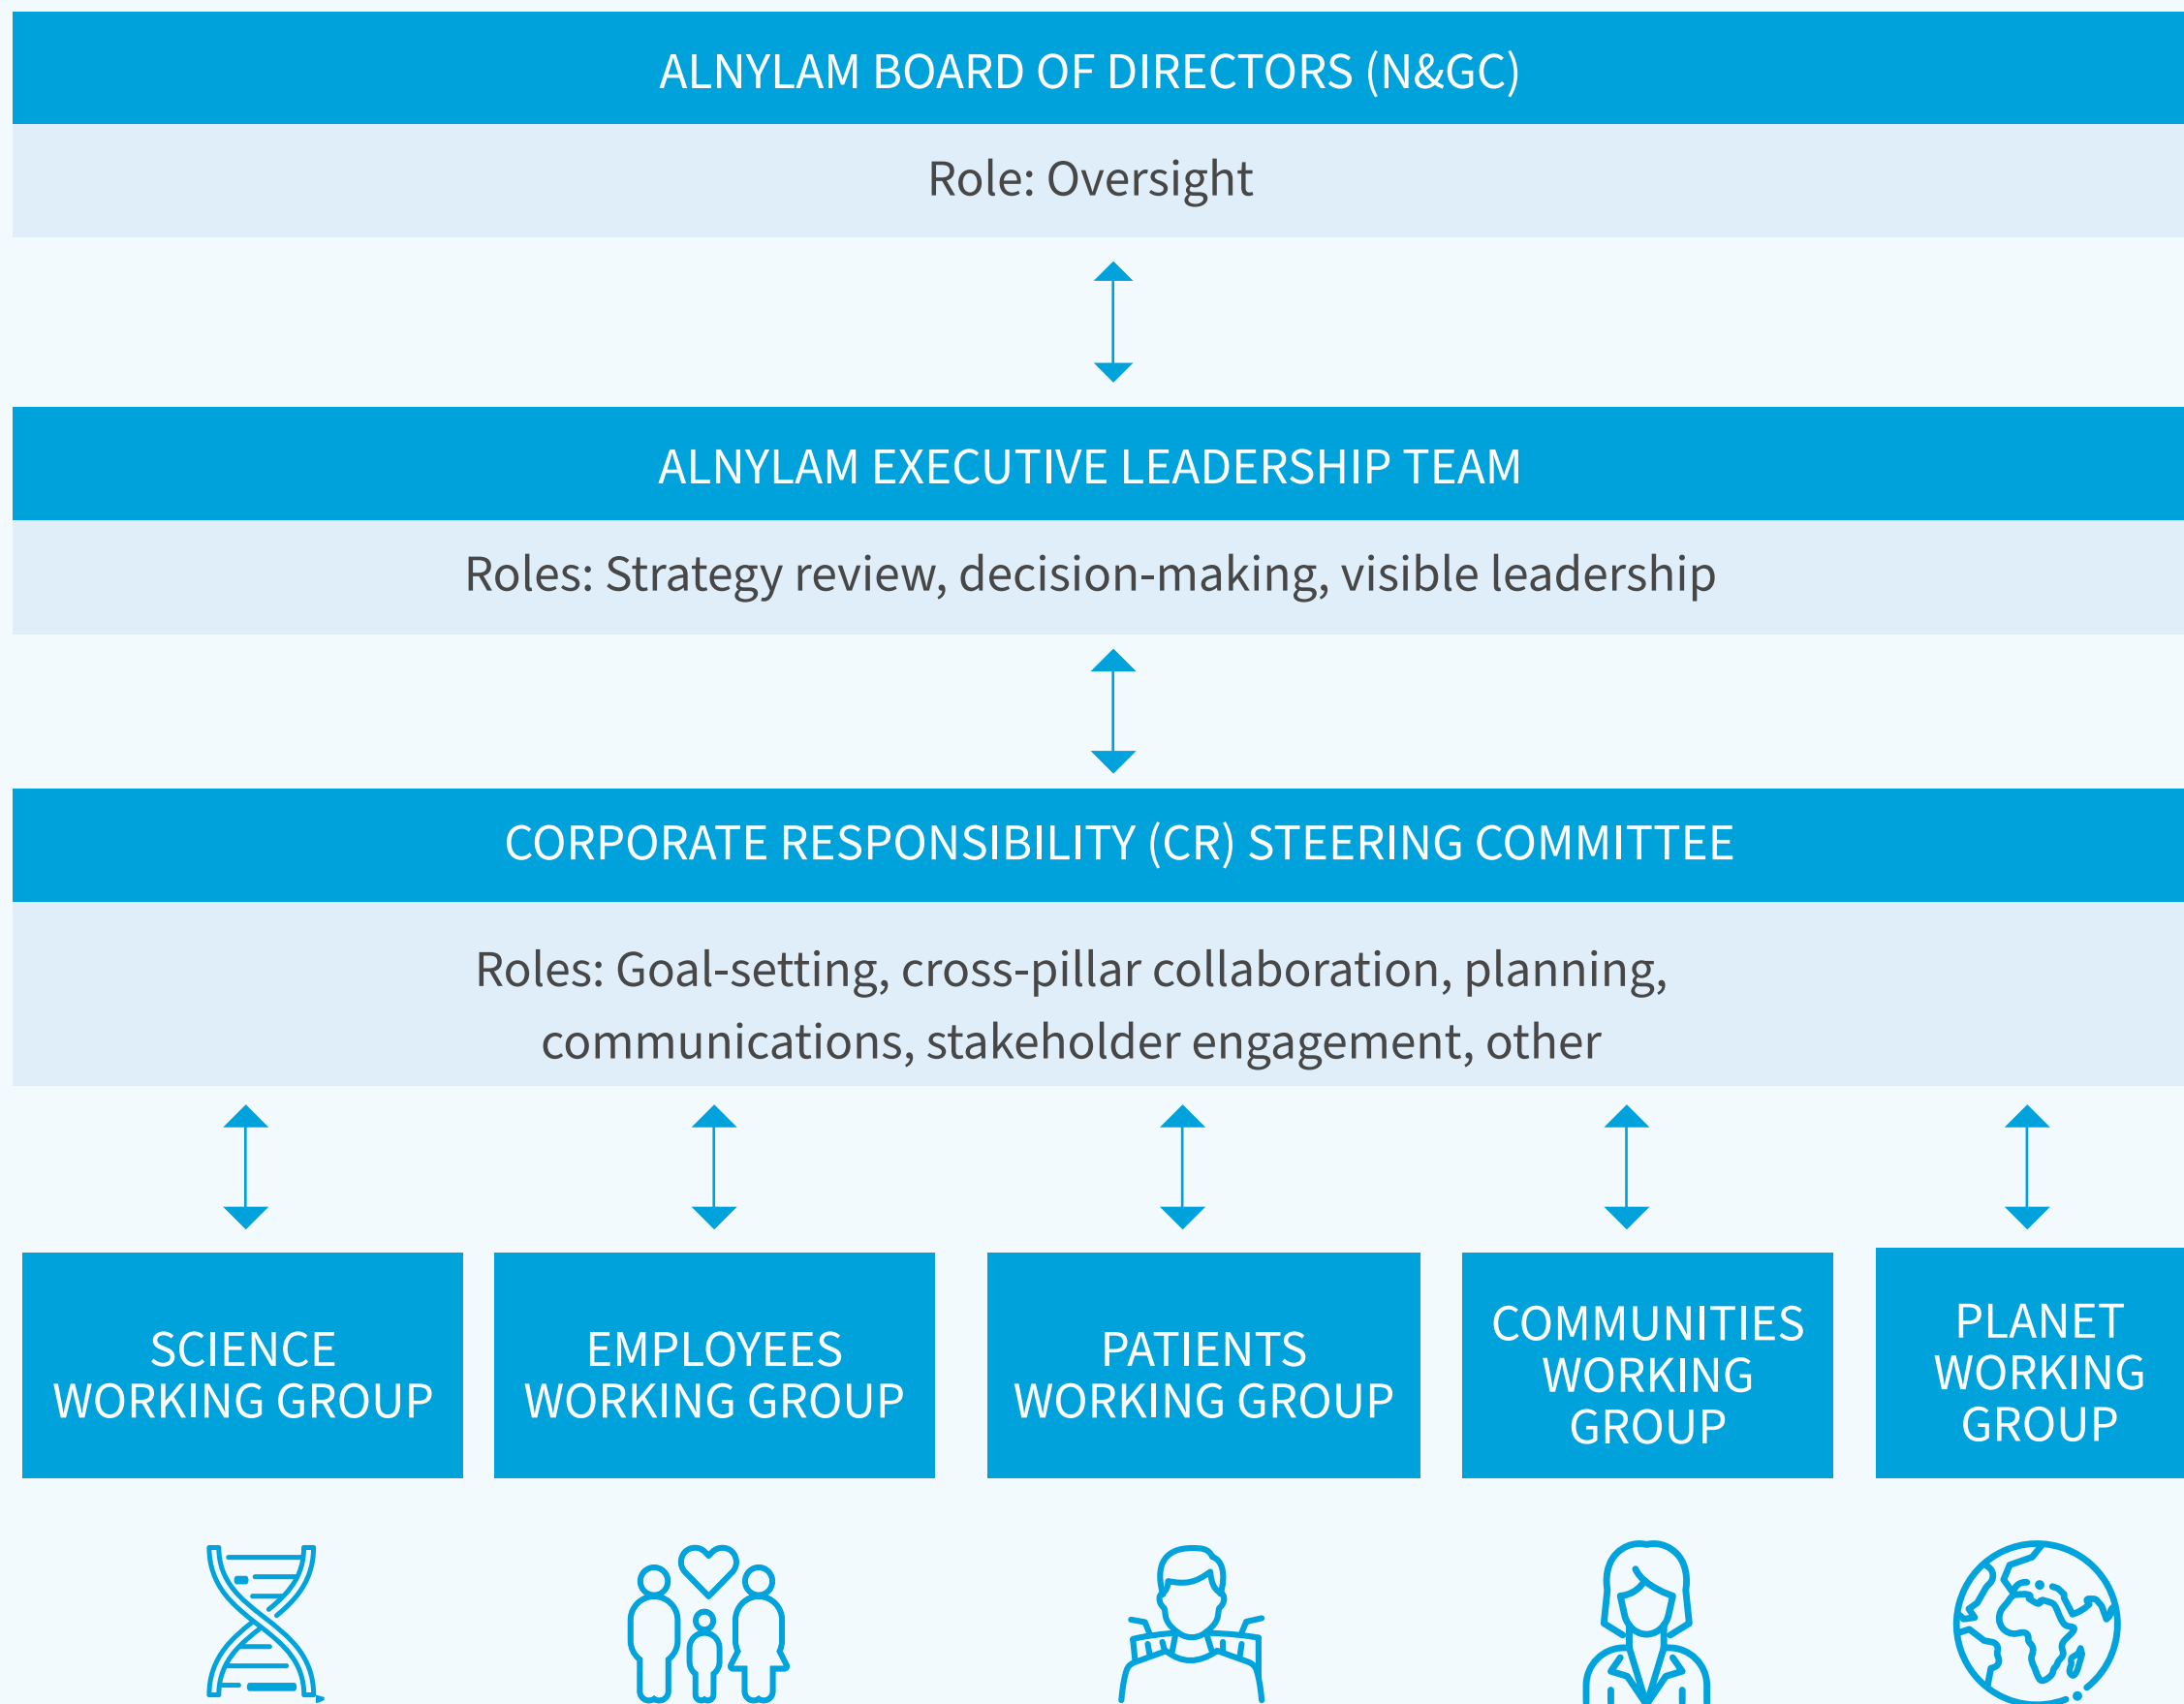 ALNYLAM BOARD OF DIRECTORS (N&GC)
Role: Oversight
ALNYLAM EXECUTIVE LEADERSHIP TEAM
Roles: Strategy review, decision-making, visible leadership
CORPORATE RESPONSIBILITY (CR) STEERING COMMITTEE
Roles: Goal-setting, cross-pillar collaboration, planning,
communications, stakeholder engagement, other
SCIENCE
WORKING GROUP
EMPLOYEES
WORKING GROUP
PATIENTS
WORKING GROUP
COMMUNITIES
WORKING
GROUP
PLANET
WORKING
GROUP